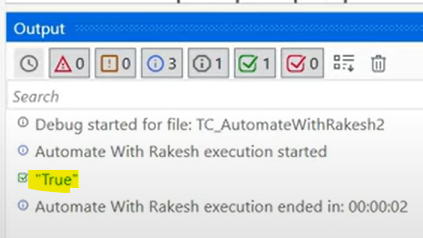 Output
0 0 3 1 1 0
Search
Debug started for file: TC_AutomateWithRakesh2
Automate With Rakesh execution started
"True"
Automate With Rakesh execution ended in: 00:00:02